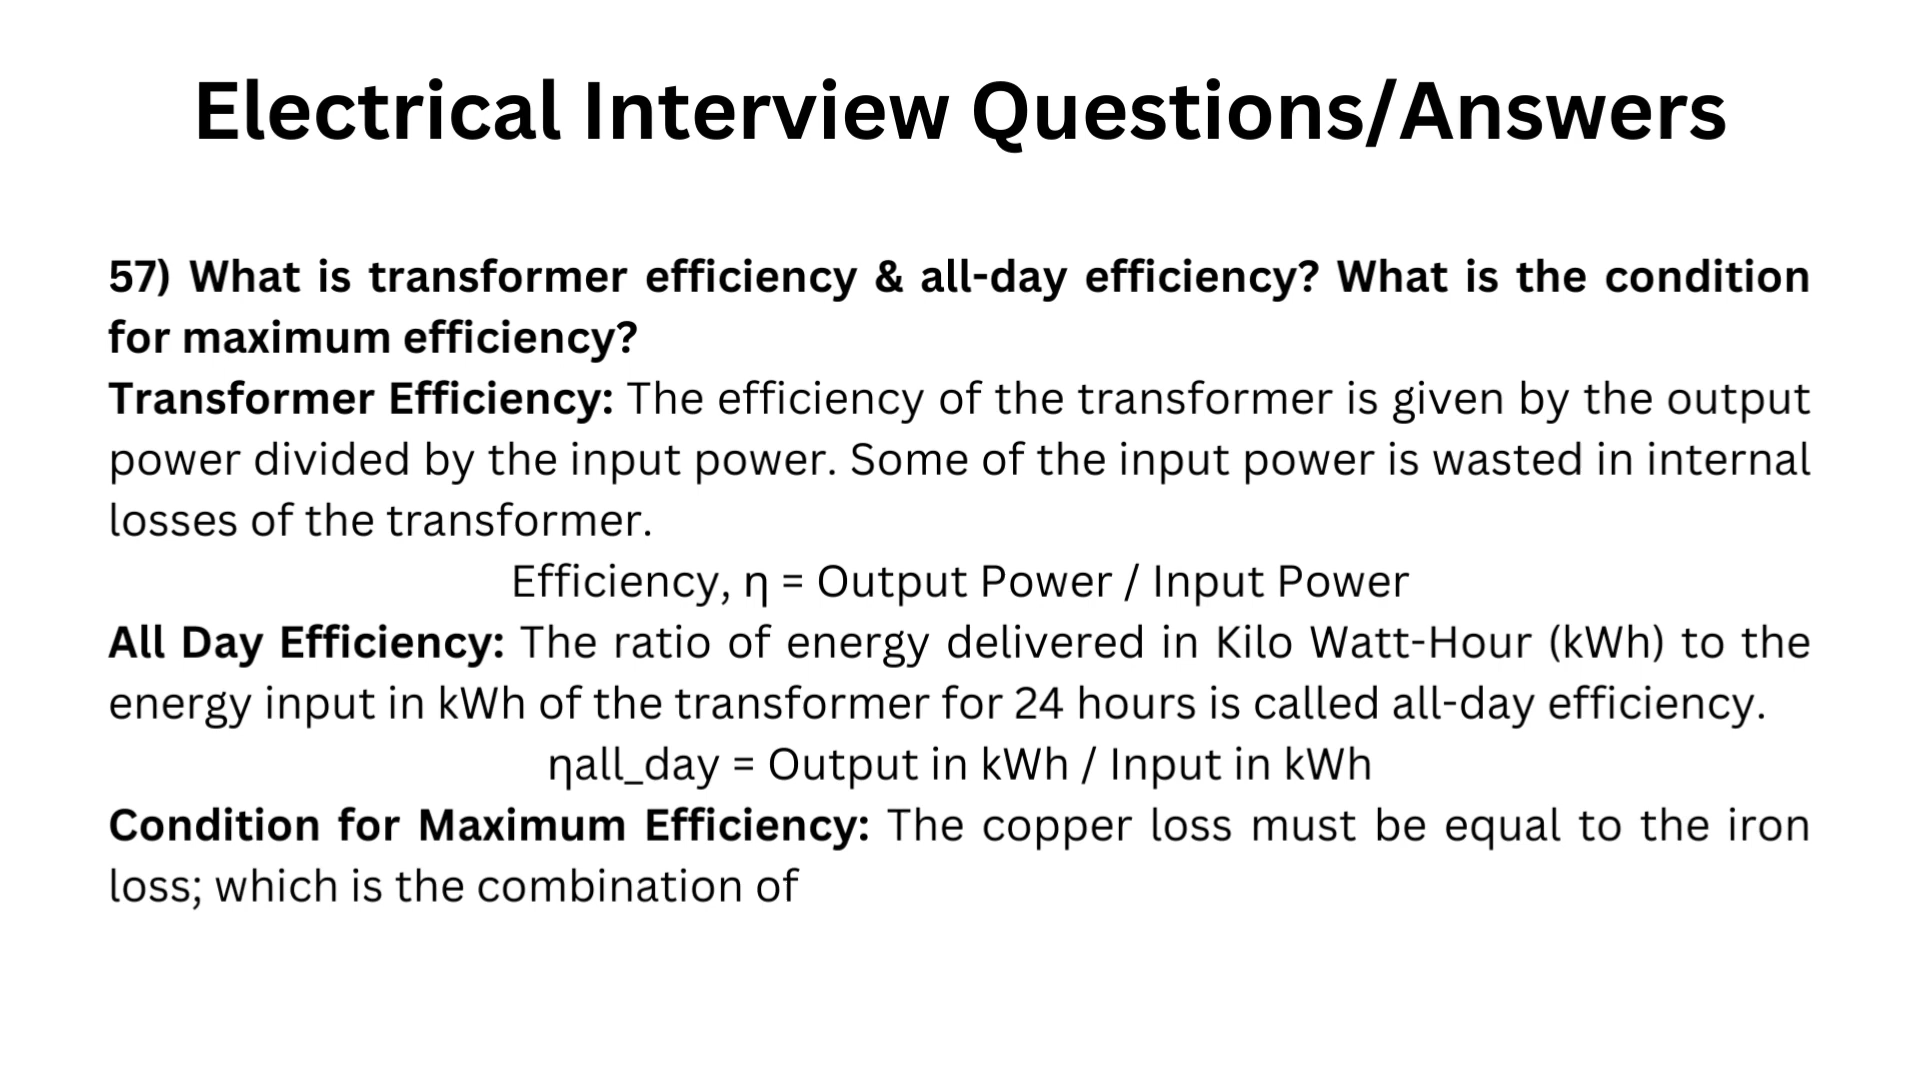 Electrical Interview Questions/Answers
57) What is transformer efficiency & all-day efficiency? What is the condition
for maximum efficiency?
Transformer Efficiency: The efficiency of the transformer is given by the output
power divided by the input power. Some of the input power is wasted in internal
losses of the transformer.
Efficiency, η = Output Power / Input Power
All Day Efficiency: The ratio of energy delivered in Kilo Watt-Hour (kWh) to the
energy input in kWh of the transformer for 24 hours is called all-day efficiency.
ηall_day = Output in kWh / Input in kWh
Condition for Maximum Efficiency: The copper loss must be equal to the iron
loss; which is the combination of